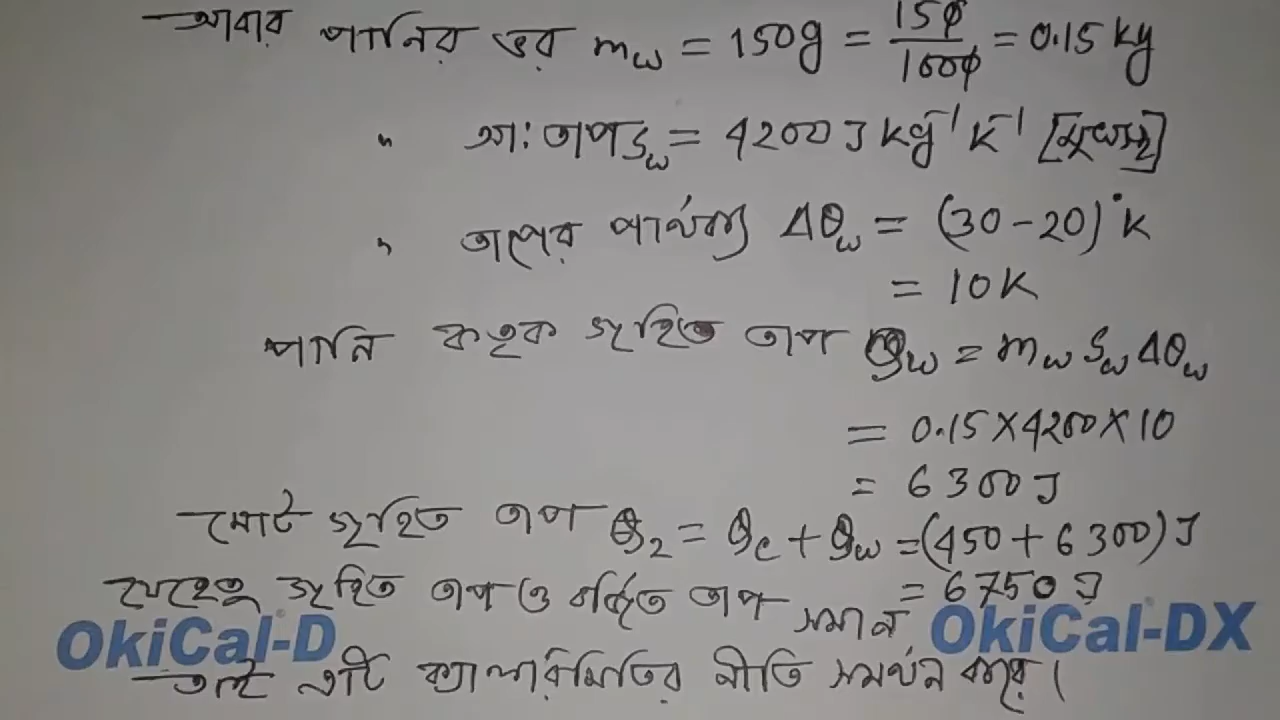 আবার পানির ভর m_w = 150g = 150/1000 = 0.15 kg
" আ: তাপ S_w = 4200 J kg⁻¹ K⁻¹
" তাপের পার্থক্য Δθ_w = (30-20)°K
= 10K
পানি কতৃক গৃহিত তাপ Q_w = m_w S_w Δθ_w
= 0.15×4200×10
= 6300 J
মোট গৃহিত তাপ Q_2 = Q_c + Q_w = (450+6300) J
= 6750 J
যেহেতু গৃহিত তাপ ও বর্জিত তাপ সমান
OkiCal-D OkiCal-DX
তাই এটি ক্যালরিমিতির নীতি সমর্থন করে।